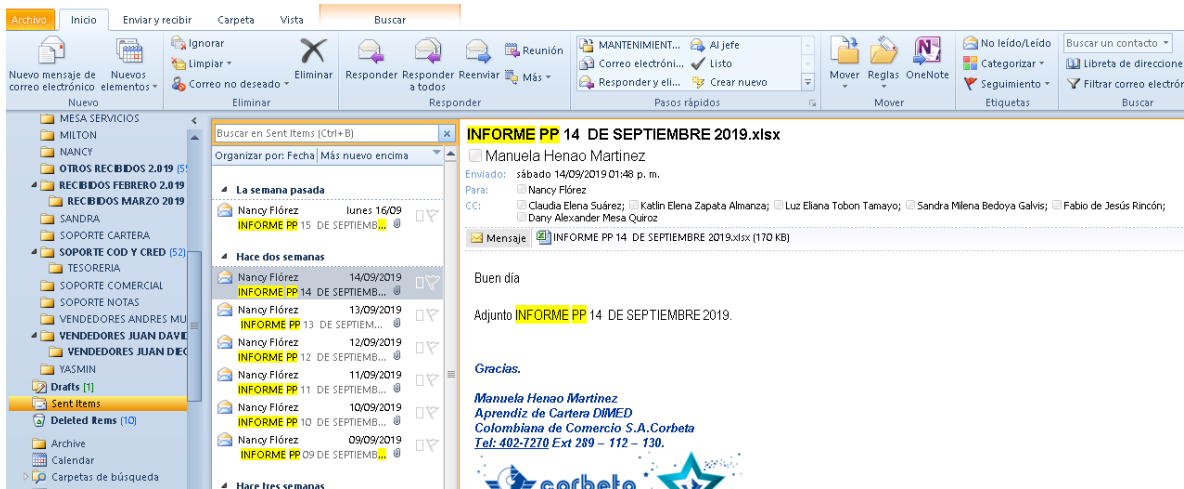 Archivo Inicio Enviar y recibir Carpeta Vista Buscar
Nuevo mensaje de correo electrónico
Nuevos elementos
Nuevo
Ignorar
Limpiar
Correo no deseado
Eliminar
Eliminar
Responder
Responder a todos
Reenviar
Reunión
Más
Responder
MANTENIMIENT...
Correo electróni...
Responder y eli...
Al jefe
Listo
Crear nuevo
Pasos rápidos
Mover
Reglas
OneNote
Mover
No leído/Leído
Categorizar
Seguimiento
Etiquetas
Buscar un contacto
Libreta de direccione
Filtrar correo electrón
Buscar
MESA SERVICIOS
MILTON
NANCY
OTROS RECIBIDOS 2.019
RECIBIDOS FEBRERO 2.019
RECIBIDOS MARZO 2019
SANDRA
SOPORTE CARTERA
SOPORTE COD Y CRED (52)
TESORERIA
SOPORTE COMERCIAL
SOPORTE NOTAS
VENDEDORES ANDRES MU
VENDEDORES JUAN DAVID
VENDEDORES JUAN DIEG
YASMIN
Drafts [1]
Sent Items
Deleted Items (10)
Archive
Calendar
Carpetas de búsqueda
Buscar en Sent Items (Ctrl+B)
Organizar por: Fecha Más nuevo encima
La semana pasada
Nancy Flórez lunes 16/09
INFORME PP 15 DE SEPTIEMB...
Hace dos semanas
Nancy Flórez 14/09/2019
INFORME PP 14 DE SEPTIEMB...
Nancy Flórez 13/09/2019
INFORME PP 13 DE SEPTIEM...
Nancy Flórez 12/09/2019
INFORME PP 12 DE SEPTIEMB...
Nancy Flórez 11/09/2019
INFORME PP 11 DE SEPTIEMB...
Nancy Flórez 10/09/2019
INFORME PP 10 DE SEPTIEMB...
Nancy Flórez 09/09/2019
INFORME PP 09 DE SEPTIEMB...
Hace tres semanas
INFORME PP 14 DE SEPTIEMBRE 2019.xlsx
Manuela Henao Martinez
Enviado: sábado 14/09/2019 01:48 p. m.
Para: Nancy Flórez
CC: Claudia Elena Suárez; Katlin Elena Zapata Almanza; Luz Eliana Tobon Tamayo; Sandra Milena Bedoya Galvis; Fabio de Jesús Rincón;
Dany Alexander Mesa Quiroz
Mensaje INFORME PP 14 DE SEPTIEMBRE 2019.xlsx (170 KB)
Buen día
Adjunto INFORME PP 14 DE SEPTIEMBRE 2019.
Gracias.
Manuela Henao Martinez
Aprendiz de Cartera DIMED
Colombiana de Comercio S.A.Corbeta
Tel: 402-7270 Ext 289 – 112 – 130.
corbeta